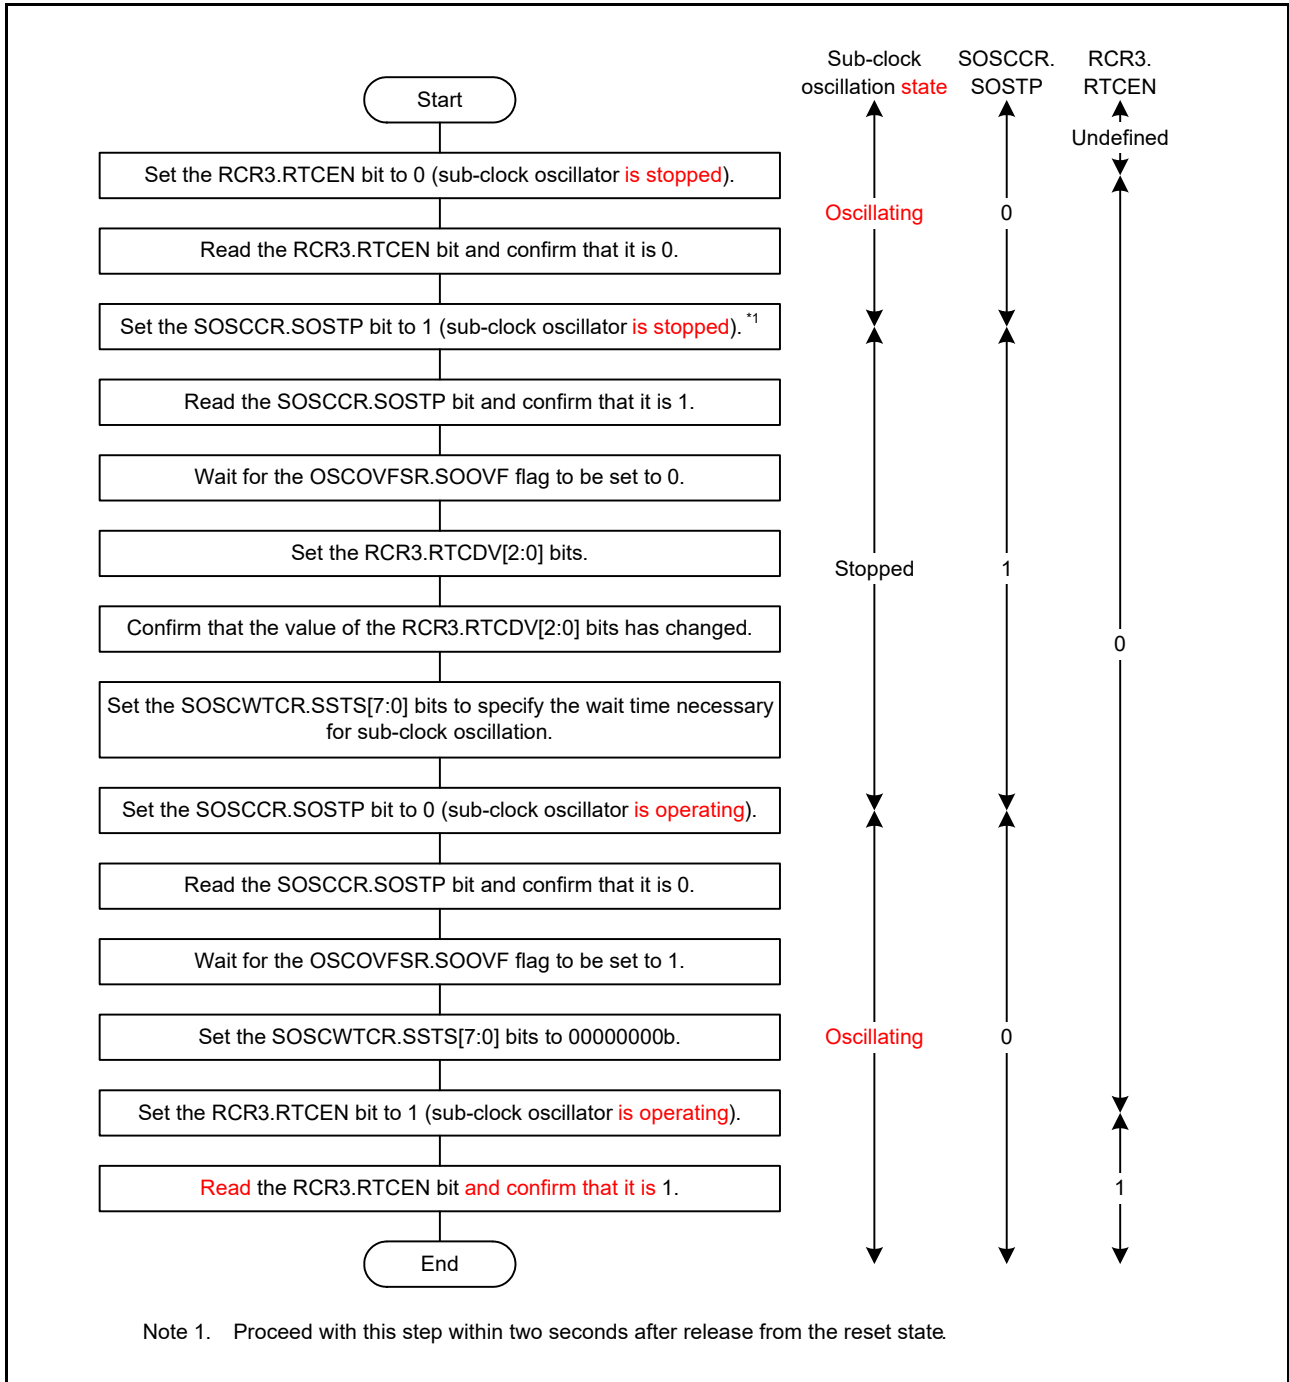 Sub-clock
oscillation state
SOSCCR.
SOSTP
RCR3.
RTCEN
Start
Undefined
Set the RCR3.RTCEN bit to 0 (sub-clock oscillator is stopped).
Oscillating
0
Read the RCR3.RTCEN bit and confirm that it is 0.
Set the SOSCCR.SOSTP bit to 1 (sub-clock oscillator is stopped). *1
Read the SOSCCR.SOSTP bit and confirm that it is 1.
Wait for the OSCOVFSR.SOOVF flag to be set to 0.
Set the RCR3.RTCDV[2:0] bits.
Stopped
1
Confirm that the value of the RCR3.RTCDV[2:0] bits has changed.
0
Set the SOSCWTCR.SSTS[7:0] bits to specify the wait time necessary
for sub-clock oscillation.
Set the SOSCCR.SOSTP bit to 0 (sub-clock oscillator is operating).
Read the SOSCCR.SOSTP bit and confirm that it is 0.
Wait for the OSCOVFSR.SOOVF flag to be set to 1.
Set the SOSCWTCR.SSTS[7:0] bits to 00000000b.
Oscillating
0
Set the RCR3.RTCEN bit to 1 (sub-clock oscillator is operating).
Read the RCR3.RTCEN bit and confirm that it is 1.
1
End
Note 1. Proceed with this step within two seconds after release from the reset state.